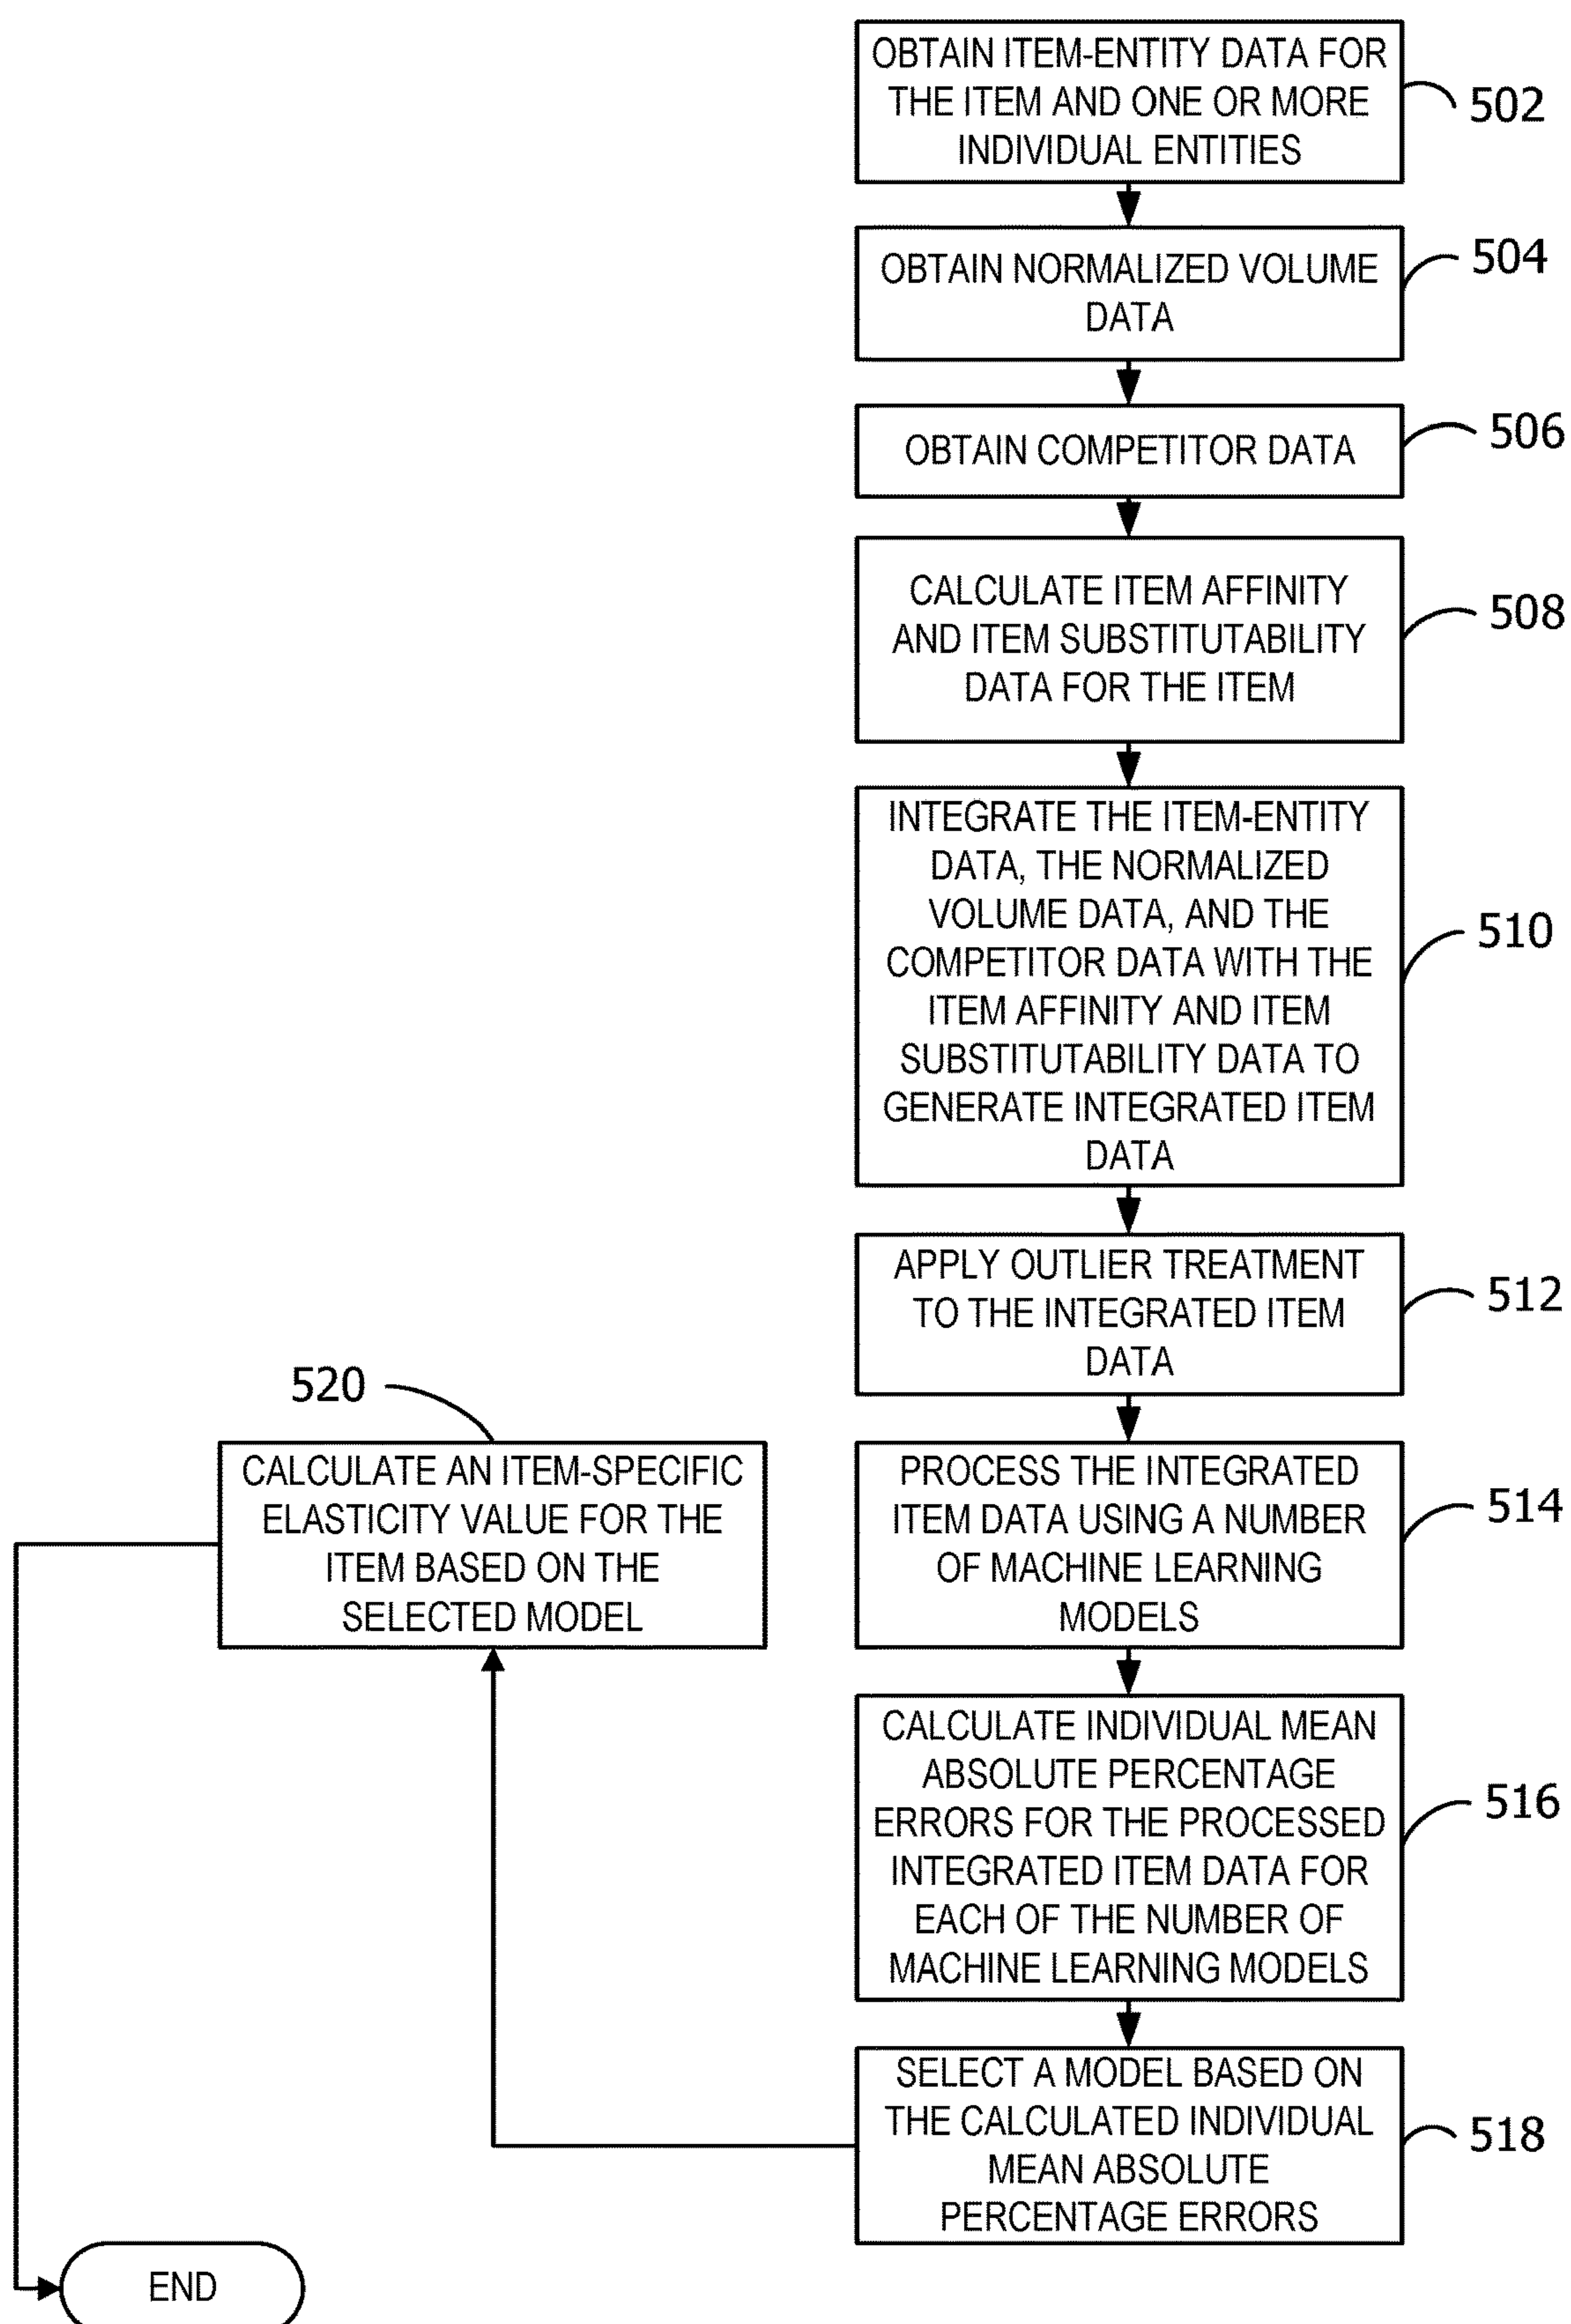 OBTAIN ITEM-ENTITY DATA FOR
THE ITEM AND ONE OR MORE
INDIVIDUAL ENTITIES
502
OBTAIN NORMALIZED VOLUME
DATA
504
OBTAIN COMPETITOR DATA
506
CALCULATE ITEM AFFINITY
AND ITEM SUBSTITUTABILITY
DATA FOR THE ITEM
508
INTEGRATE THE ITEM-ENTITY
DATA, THE NORMALIZED
VOLUME DATA, AND THE
COMPETITOR DATA WITH THE
ITEM AFFINITY AND ITEM
SUBSTITUTABILITY DATA TO
GENERATE INTEGRATED ITEM
DATA
510
APPLY OUTLIER TREATMENT
TO THE INTEGRATED ITEM
DATA
512
PROCESS THE INTEGRATED
ITEM DATA USING A NUMBER
OF MACHINE LEARNING
MODELS
514
CALCULATE INDIVIDUAL MEAN
ABSOLUTE PERCENTAGE
ERRORS FOR THE PROCESSED
INTEGRATED ITEM DATA FOR
EACH OF THE NUMBER OF
MACHINE LEARNING MODELS
516
SELECT A MODEL BASED ON
THE CALCULATED INDIVIDUAL
MEAN ABSOLUTE
PERCENTAGE ERRORS
518
520
CALCULATE AN ITEM-SPECIFIC
ELASTICITY VALUE FOR THE
ITEM BASED ON THE
SELECTED MODEL
END